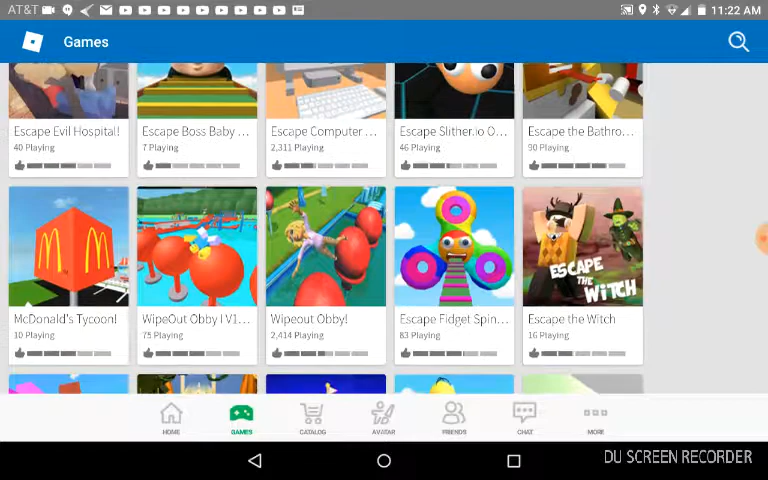 AT&T 11:22 AM
Games
Escape Evil Hospital! Escape Boss Baby ... Escape Computer ... Escape Slither.io O... Escape the Bathro...
40 Playing 7 Playing 2,311 Playing 46 Playing 90 Playing
ESCAPE
THE
WITCH
McDonald's Tycoon! WipeOut Obby I V1... Wipeout Obby! Escape Fidget Spin... Escape the Witch
10 Playing 75 Playing 2,414 Playing 83 Playing 16 Playing
HOME GAMES CATALOG AVATAR FRIENDS CHAT MORE
DU SCREEN RECORDER